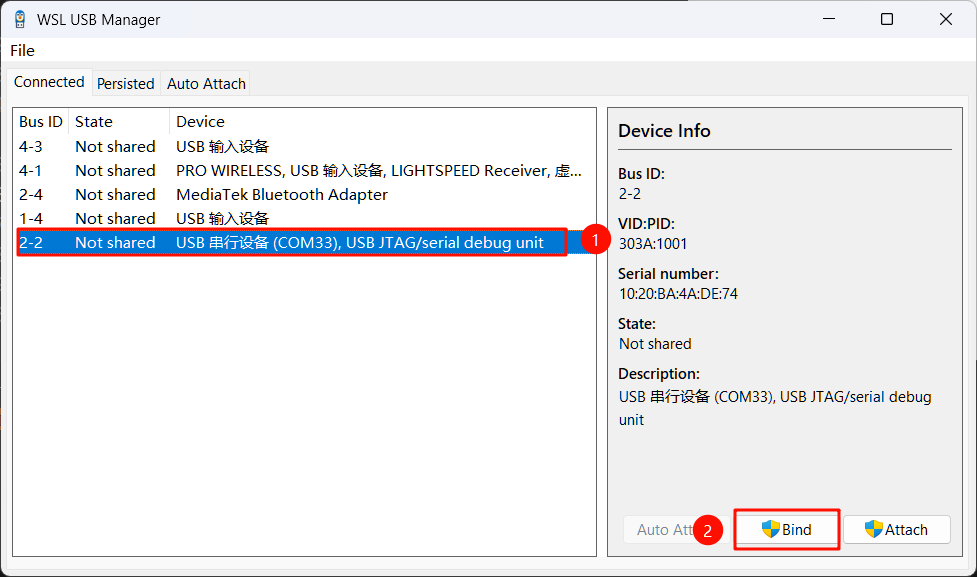 WSL USB Manager
File
Connected Persisted Auto Attach
Bus ID State Device
4-3 Not shared USB 输入设备
4-1 Not shared PRO WIRELESS, USB 输入设备, LIGHTSPEED Receiver, 虚...
2-4 Not shared MediaTek Bluetooth Adapter
1-4 Not shared USB 输入设备
2-2 Not shared USB 串行设备 (COM33), USB JTAG/serial debug unit
1
Device Info
Bus ID:
2-2
VID:PID:
303A:1001
Serial number:
10:20:BA:4A:DE:74
State:
Not shared
Description:
USB 串行设备 (COM33), USB JTAG/serial debug
unit
Auto Att 2 Bind Attach